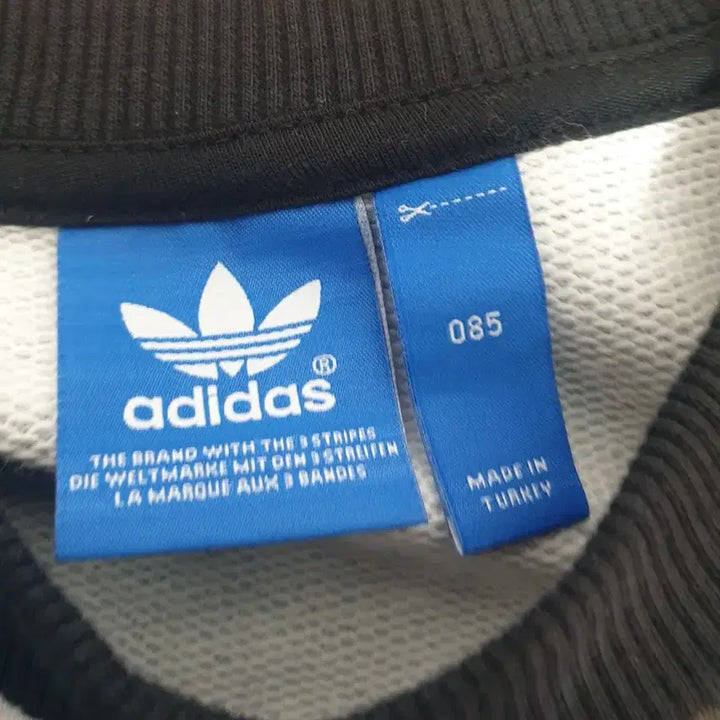 adidas®
THE BRAND WITH THE 3 STRIPES
DIE WELTMARKE MIT DEN 3 STREIFEN
LA MARQUE AUX 3 BANDES
085
MADE IN
TURKEY